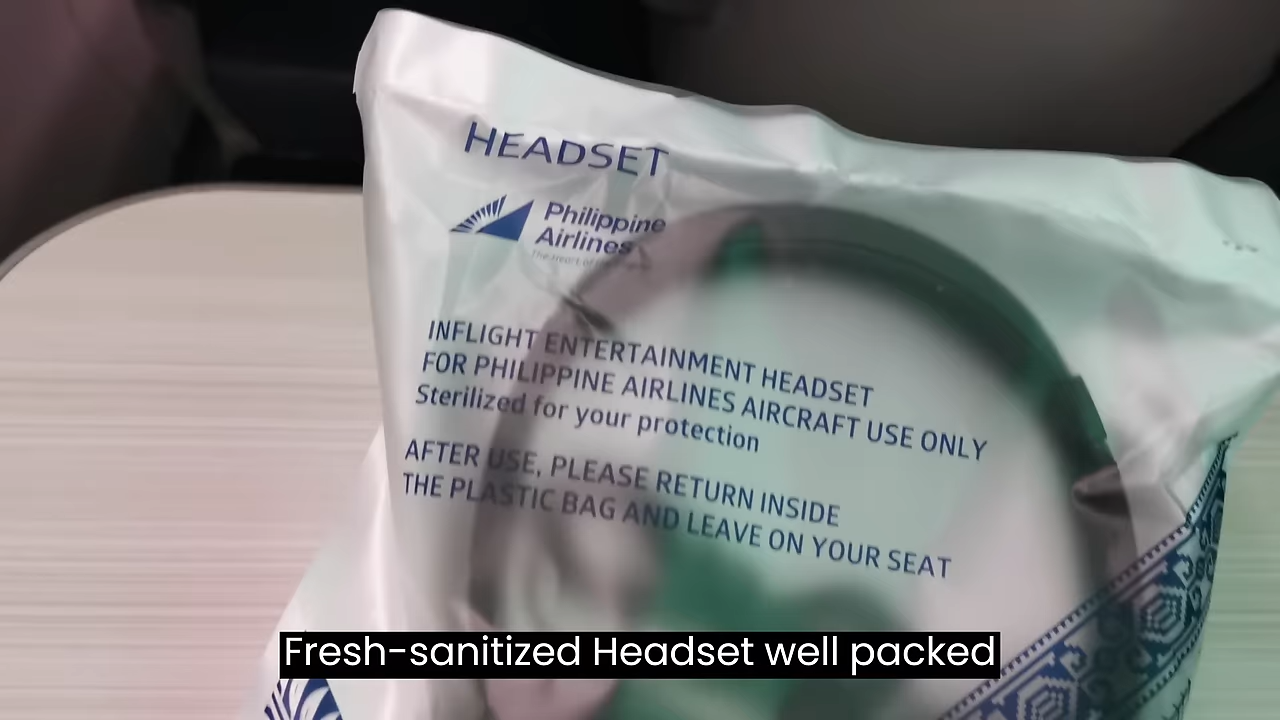 HEADSET
Philippine
Airlines
INFLIGHT ENTERTAINMENT HEADSET
FOR PHILIPPINE AIRLINES AIRCRAFT USE ONLY
Sterilized for your protection
AFTER USE, PLEASE RETURN INSIDE
THE PLASTIC BAG AND LEAVE ON YOUR SEAT
Fresh-sanitized Headset well packed